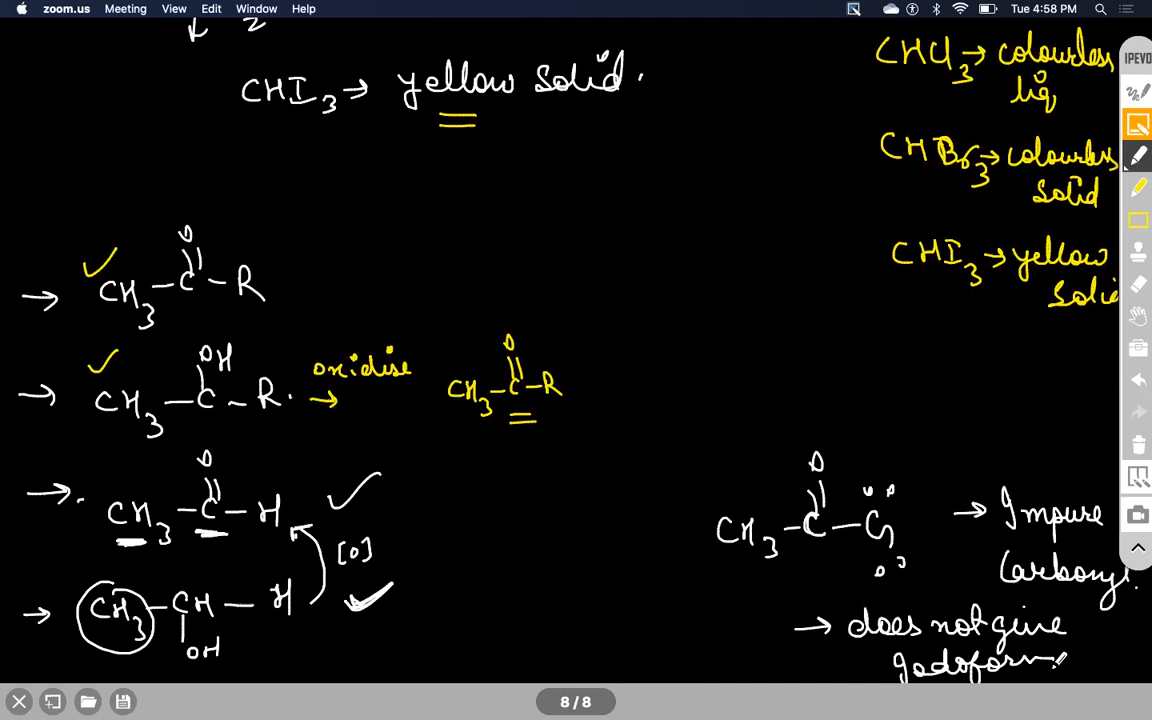 zoom.us Meeting View Edit Window Help
Tue 4:58 PM
IPEVO
CHI3 → yellow solid.
CHCl3 → colourless
liq
CHBr3 → colourless
solid
CHI3 → yellow
solid
→ CH3 – C – R
O
→ CH3 – C – R.
OH
oxidise
→
O
CH3 – C – R
→. CH3 – C – H
O
[O]
→ CH3 – CH – H
OH
O
CH3 – C – Cl
→ Impure
Carbonyl.
→ does not give
Iodoform
8 / 8